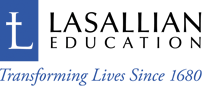 LASALLIAN
EDUCATION
Transforming Lives Since 1680